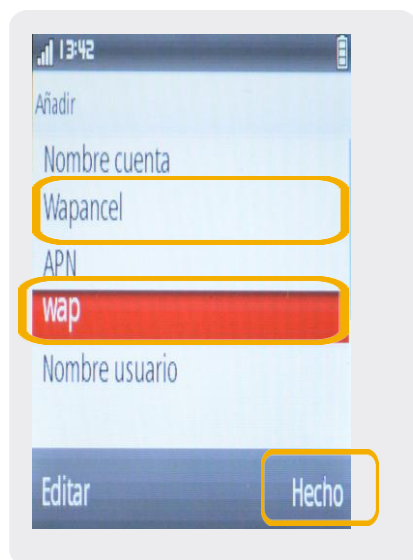 13:42
Añadir
Nombre cuenta
Wapancel
APN
wap
Nombre usuario
Editar Hecho